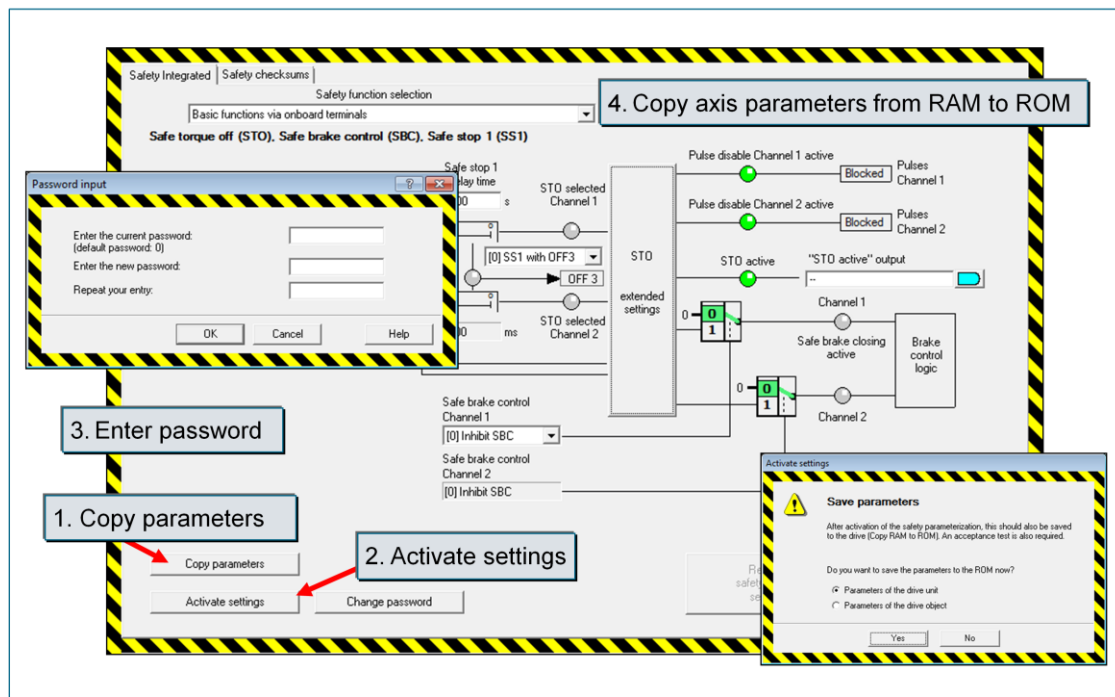 Safety Integrated
Safety checksums
Safety function selection
Basic functions via onboard terminals
Safe torque off (STO), Safe brake control (SBC), Safe stop 1 (SS1)
4. Copy axis parameters from RAM to ROM
Password input
Enter the current password:
(default password: 0)
Enter the new password:
Repeat your entry:
OK
Cancel
Help
Safe stop 1
s
STO selected
Channel 1
[0] SS1 with OFF3
OFF 3
ms
STO selected
Channel 2
STO
extended
settings
Pulse disable Channel 1 active
Blocked
Pulses
Channel 1
Pulse disable Channel 2 active
Blocked
Pulses
Channel 2
STO active
"STO active" output
--
0
0
1
Channel 1
Safe brake closing
active
Brake
control
logic
0
0
1
Channel 2
Safe brake control
Channel 1
[0] Inhibit SBC
Safe brake control
Channel 2
[0] Inhibit SBC
3. Enter password
1. Copy parameters
2. Activate settings
Copy parameters
Activate settings
Change password
Activate settings
Save parameters
After activation of the safety parameterization, this should also be saved
to the drive (Copy RAM to ROM). An acceptance test is also required.
Do you want to save the parameters to the ROM now?
Parameters of the drive unit
Parameters of the drive object
Yes
No